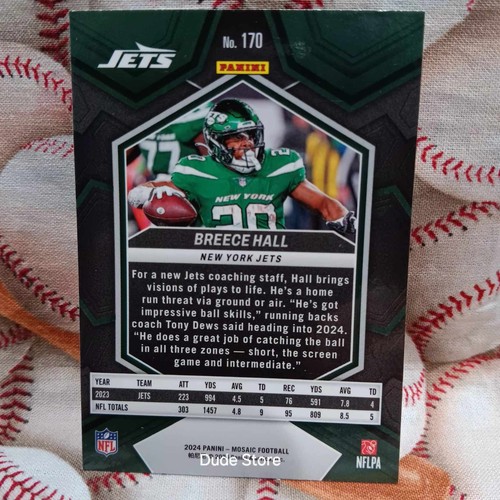 JETS
No. 170
PANINI
77
NEW YORK
20
BREECE HALL
NEW YORK JETS
For a new Jets coaching staff, Hall brings
visions of plays to life. He's a home
run threat via ground or air. "He's got
impressive ball skills," running backs
coach Tony Dews said heading into 2024.
"He does a great job of catching the ball
in all three zones — short, the screen
game and intermediate."
YEAR TEAM ATT YDS AVG TD REC YDS AVG TD
2023 JETS 223 994 4.5 5 76 591 7.8 4
NFL TOTALS 303 1457 4.8 9 95 809 8.5 5
NFL
NFLPA
2024 PANINI – MOSAIC FOOTBALL
Dude Store